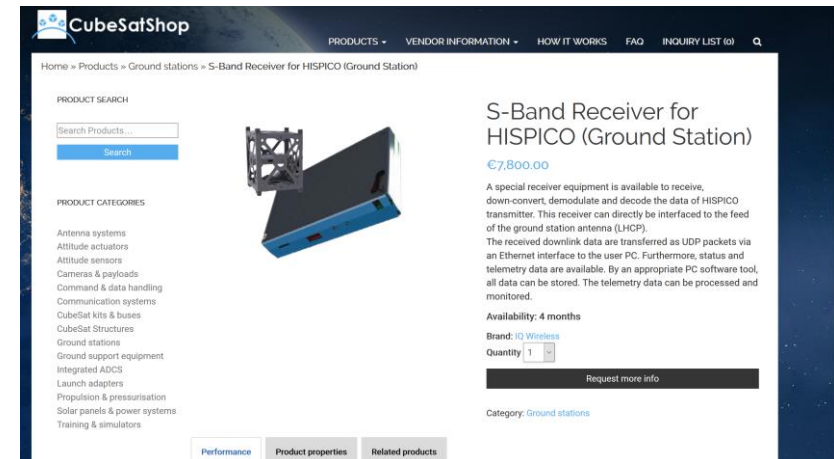 CubeSatShop
PRODUCTS
VENDOR INFORMATION
HOW IT WORKS
FAQ
INQUIRY LIST (0)
Home » Products » Ground stations » S-Band Receiver for HISPICO (Ground Station)
PRODUCT SEARCH
Search Products...
Search
PRODUCT CATEGORIES
Antenna systems
Attitude actuators
Attitude sensors
Cameras & payloads
Command & data handling
Communication systems
CubeSat kits & buses
CubeSat Structures
Ground stations
Ground support equipment
Integrated ADCS
Launch adapters
Propulsion & pressurisation
Solar panels & power systems
Training & simulators
S-Band Receiver for
HISPICO (Ground Station)
€7,800.00
A special receiver equipment is available to receive,
down-convert, demodulate and decode the data of HISPICO
transmitter. This receiver can directly be interfaced to the feed
of the ground station antenna (LHCP).
The received downlink data are transferred as UDP packets via
an Ethernet interface to the user PC. Furthermore, status and
telemetry data are available. By an appropriate PC software tool,
all data can be stored. The telemetry data can be processed and
monitored.
Availability: 4 months
Brand: IQ Wireless
Quantity 1
Request more info
Category: Ground stations
Performance
Product properties
Related products